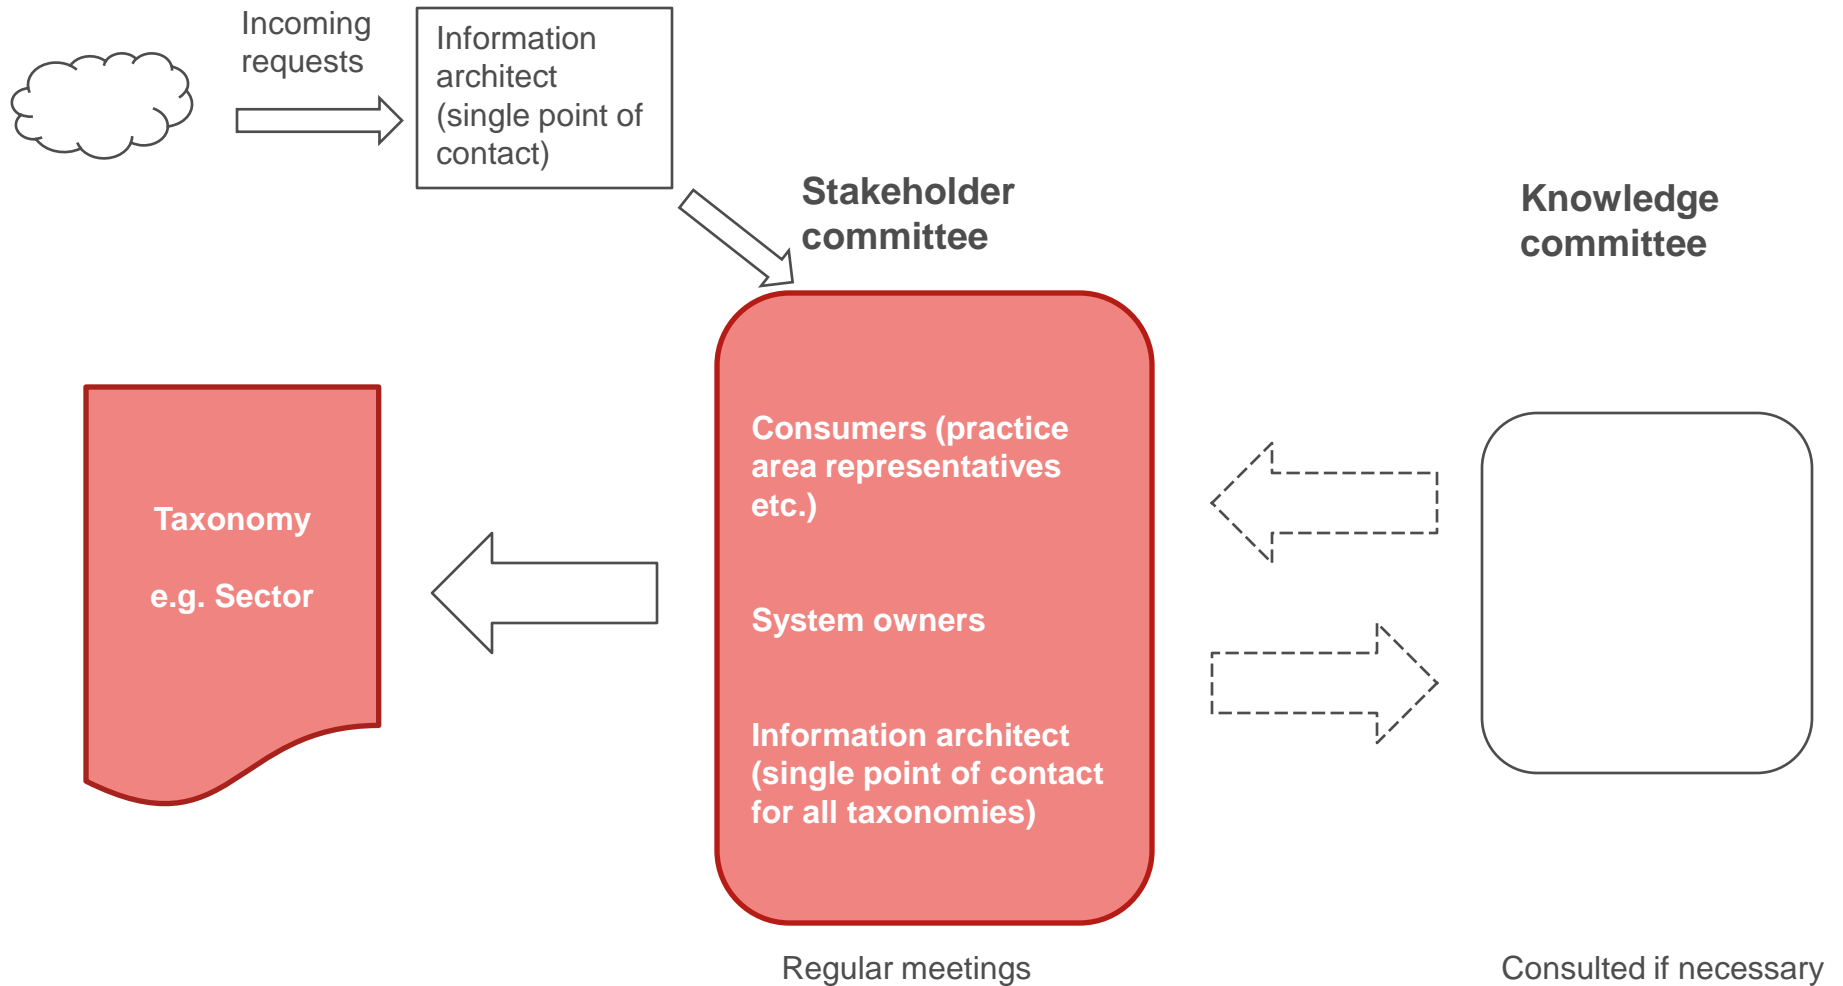 Incoming
requests
Information
architect
(single point of
contact)
Stakeholder
committee
Knowledge
committee
Taxonomy
e.g. Sector
Consumers (practice
area representatives
etc.)
System owners
Information architect
(single point of contact
for all taxonomies)
Regular meetings
Consulted if necessary